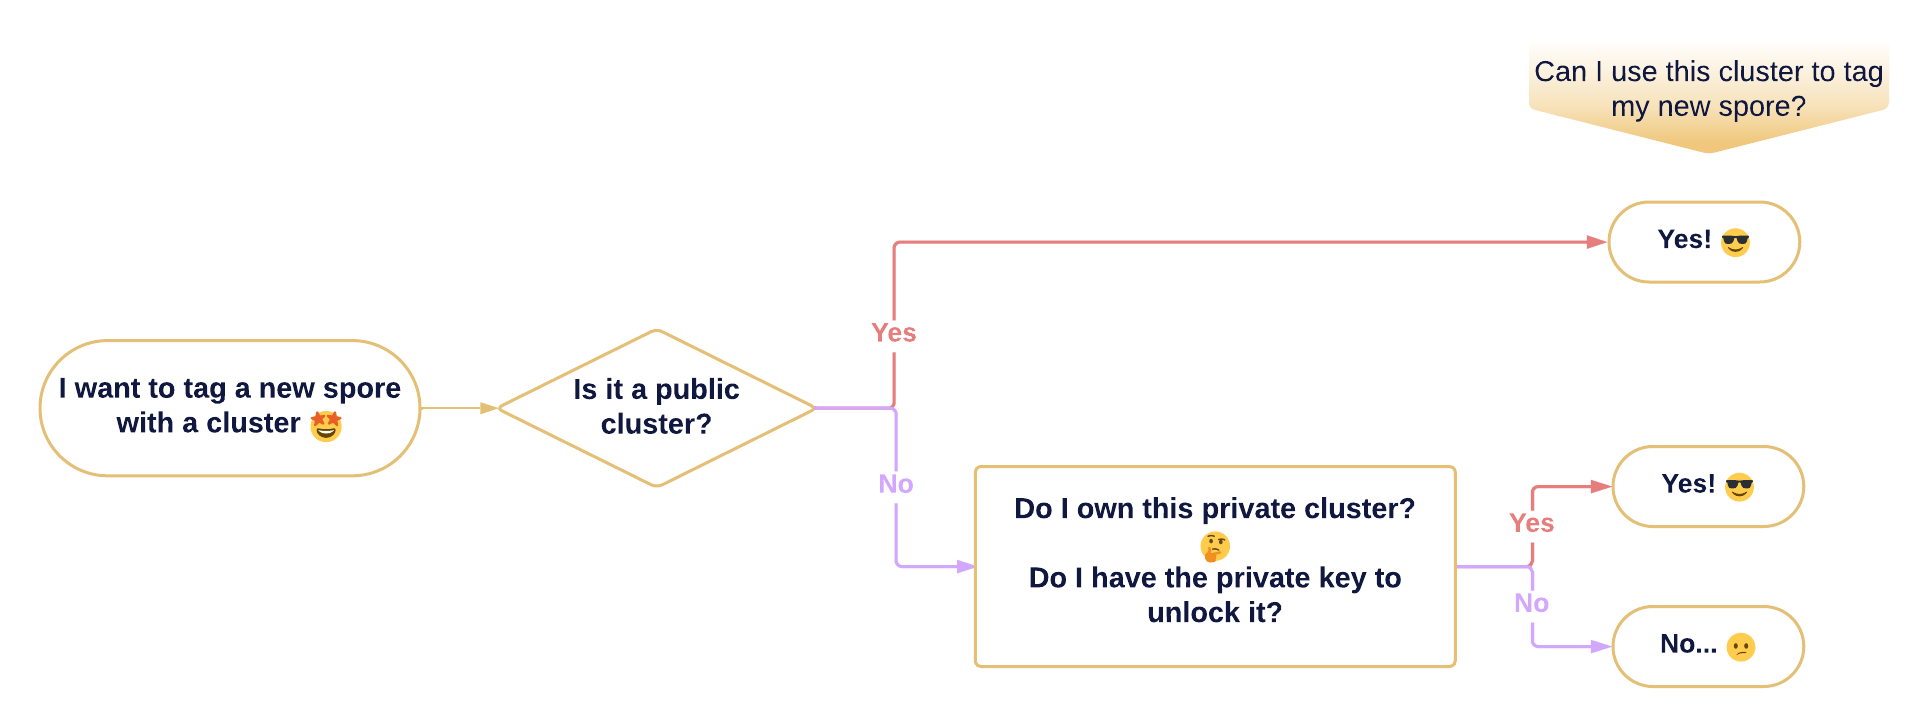 Can I use this cluster to tag
my new spore?
Yes! 😎
Yes
I want to tag a new spore
with a cluster 🤩
Is it a public
cluster?
No
Do I own this private cluster?
🤔
Do I have the private key to
unlock it?
Yes! 😎
Yes
No
No... 😕